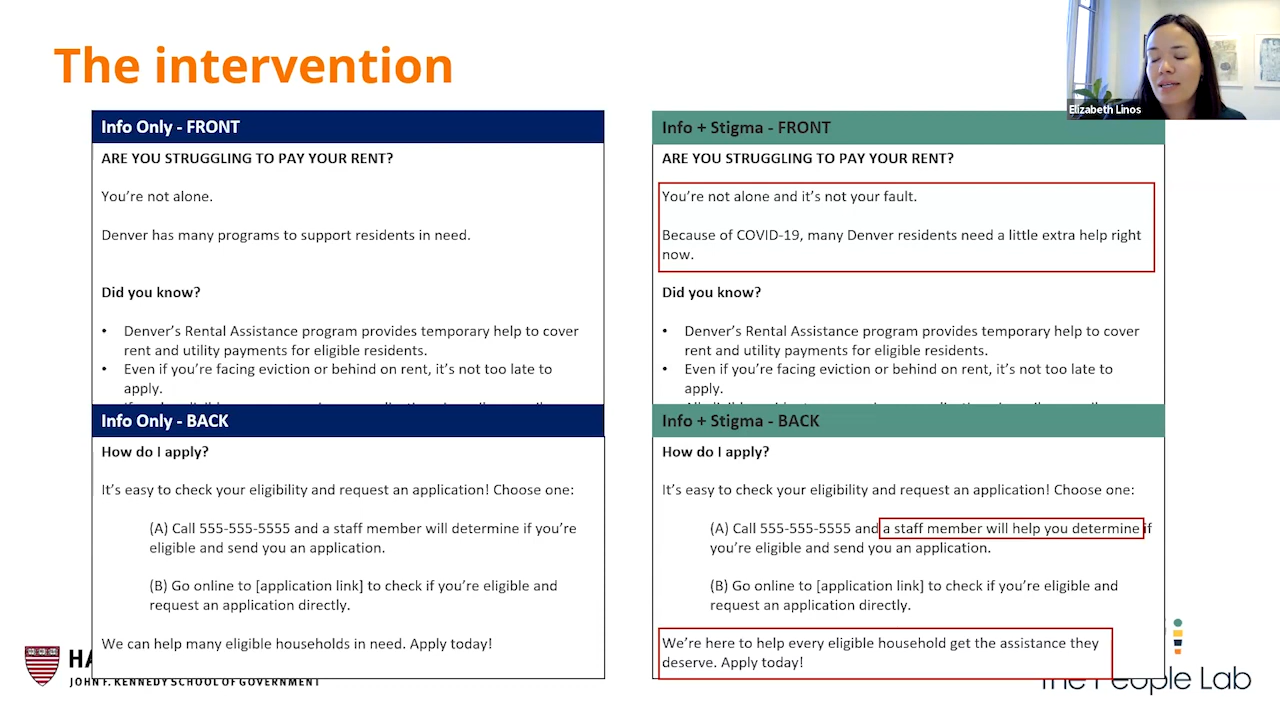 The intervention
Elizabeth Linos
Info Only - FRONT
ARE YOU STRUGGLING TO PAY YOUR RENT?
You're not alone.
Denver has many programs to support residents in need.
Did you know?
• Denver's Rental Assistance program provides temporary help to cover
rent and utility payments for eligible residents.
• Even if you're facing eviction or behind on rent, it's not too late to
apply.
Info Only - BACK
How do I apply?
It's easy to check your eligibility and request an application! Choose one:
(A) Call 555-555-5555 and a staff member will determine if you're
eligible and send you an application.
(B) Go online to [application link] to check if you're eligible and
request an application directly.
We can help many eligible households in need. Apply today!
Info + Stigma - FRONT
ARE YOU STRUGGLING TO PAY YOUR RENT?
You're not alone and it's not your fault.
Because of COVID-19, many Denver residents need a little extra help right
now.
Did you know?
• Denver's Rental Assistance program provides temporary help to cover
rent and utility payments for eligible residents.
• Even if you're facing eviction or behind on rent, it's not too late to
apply.
Info + Stigma - BACK
How do I apply?
It's easy to check your eligibility and request an application! Choose one:
(A) Call 555-555-5555 and a staff member will help you determine if
you're eligible and send you an application.
(B) Go online to [application link] to check if you're eligible and
request an application directly.
We're here to help every eligible household get the assistance they
deserve. Apply today!
HA
JOHN F. KENNEDY SCHOOL OF GOVERNMENT
The People Lab